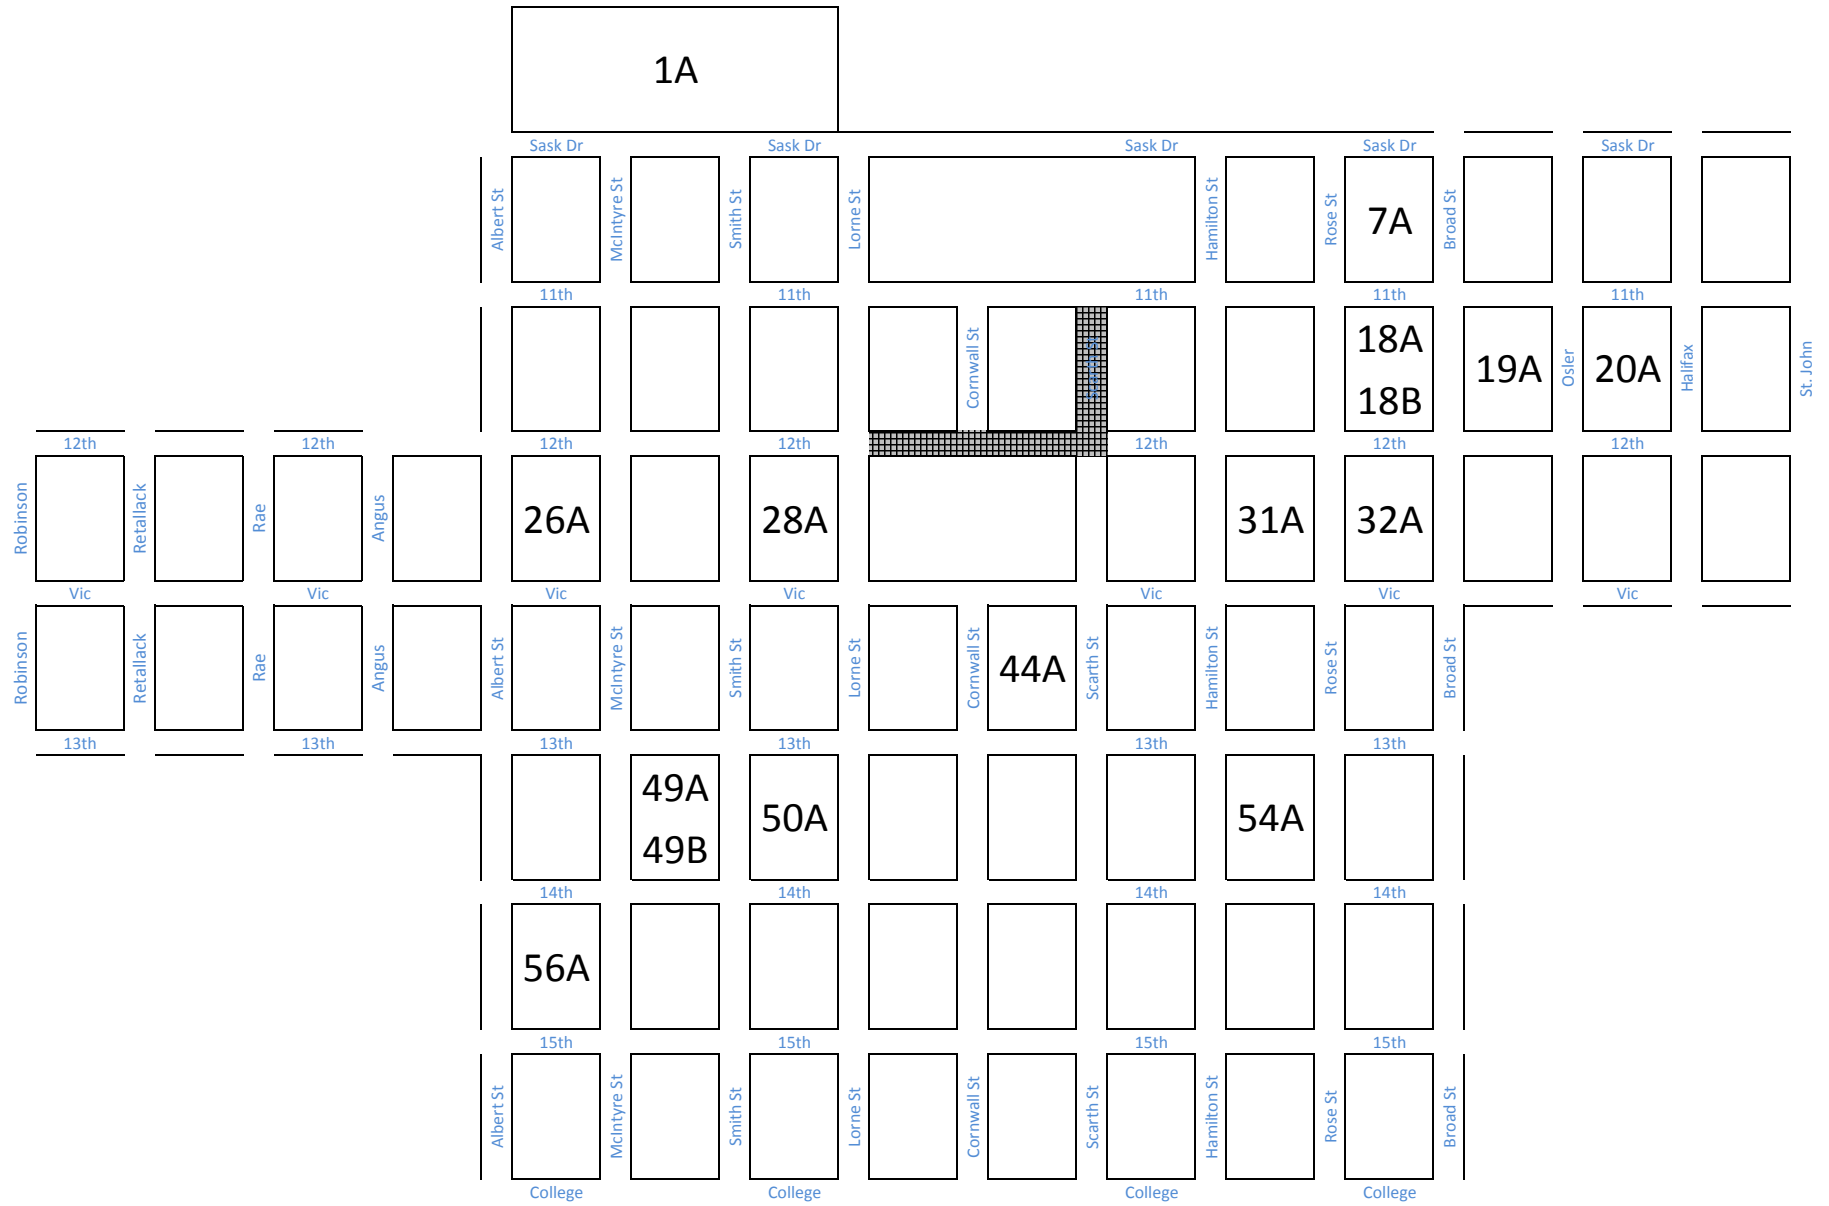 1A
Sask Dr Sask Dr Sask Dr Sask Dr Sask Dr
Albert St McIntyre St Smith St Lorne St Hamilton St Rose St 7A Broad St
11th 11th 11th 11th 11th
Cornwall St 18A
18B 19A Osler 20A Halifax St. John
12th 12th 12th 12th 12th 12th 12th
Robinson Retallack Rae Angus 26A 28A 31A 32A
Vic Vic Vic Vic Vic Vic Vic
Robinson Retallack Rae Angus Albert St McIntyre St Smith St Lorne St Cornwall St 44A Scarth St Hamilton St Rose St Broad St
13th 13th 13th 13th 13th
49A
49B 50A 54A
14th 14th 14th 14th
56A
15th 15th 15th 15th
Albert St McIntyre St Smith St Lorne St Cornwall St Scarth St Hamilton St Rose St Broad St
College College College College